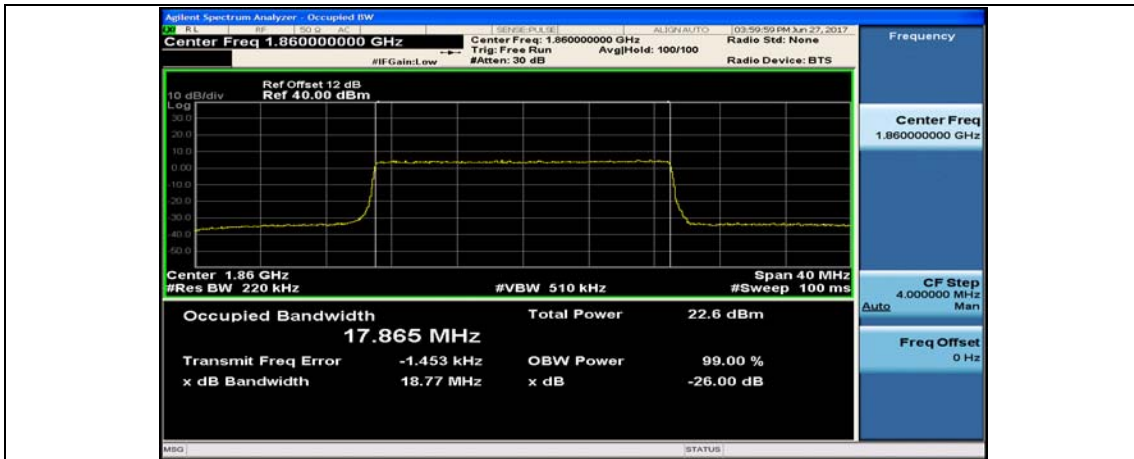 Agilent Spectrum Analyzer - Occupied BW
RL RF 50 Ω AC SENSE:PULSE ALIGN AUTO 03:59:59 PM Jun 27, 2017
Center Freq 1.860000000 GHz
Center Freq: 1.860000000 GHz
Radio Std: None
Trig: Free Run Avg|Hold: 100/100
#IFGain:Low
#Atten: 30 dB
Radio Device: BTS
Ref Offset 12 dB
10 dB/div Ref 40.00 dBm
Log
30.0
20.0
10.0
0.00
-10.0
-20.0
-30.0
-40.0
-50.0
Center 1.86 GHz Span 40 MHz
#Res BW 220 kHz #VBW 510 kHz #Sweep 100 ms
Occupied Bandwidth Total Power 22.6 dBm
17.865 MHz
Transmit Freq Error -1.453 kHz OBW Power 99.00 %
x dB Bandwidth 18.77 MHz x dB -26.00 dB
MSG STATUS
Frequency
Center Freq
1.860000000 GHz
CF Step
4.000000 MHz
Auto Man
Freq Offset
0 Hz